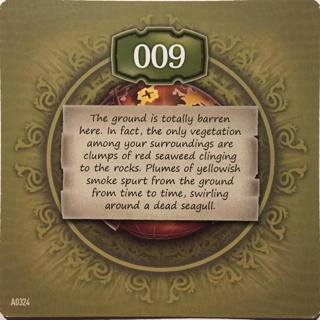 009
The ground is totally barren
here. In fact, the only vegetation
among your surroundings are
clumps of red seaweed clinging
to the rocks. Plumes of yellowish
smoke spurt from the ground
from time to time, swirling
around a dead seagull.
A0324